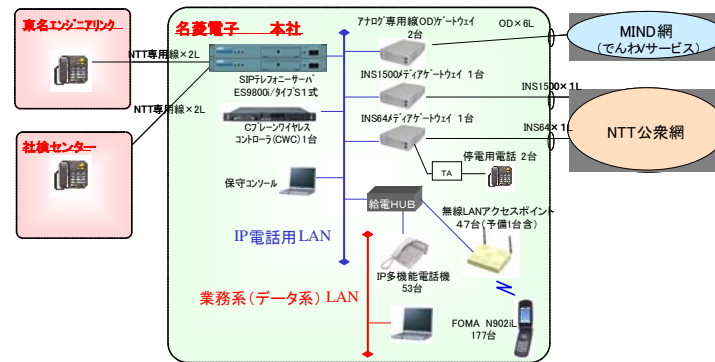 東名エンジニアリンク
NTT専用線×2L
NTT専用線×2L
社検センター
名菱電子 本社
SIPテレフォニーサーバ
ES9800i/タイプS1式
Cプレーンワイヤレス
コントローラ(CWC)1台
保守コンソール
IP電話用LAN
業務系(データ系)LAN
アナログ専用線(OD)ゲートウェイ
2台
INS1500メディアゲートウェイ 1台
INS64メディアゲートウェイ 1台
TA
停電用電話 2台
給電HUB
無線LANアクセスポイント
47台(予備1台含)
IP多機能電話機
53台
FOMA N902iL
177台
OD×6L
INS1500×1L
INS64×1L
MIND網
(でんわサービス)
NTT公衆網